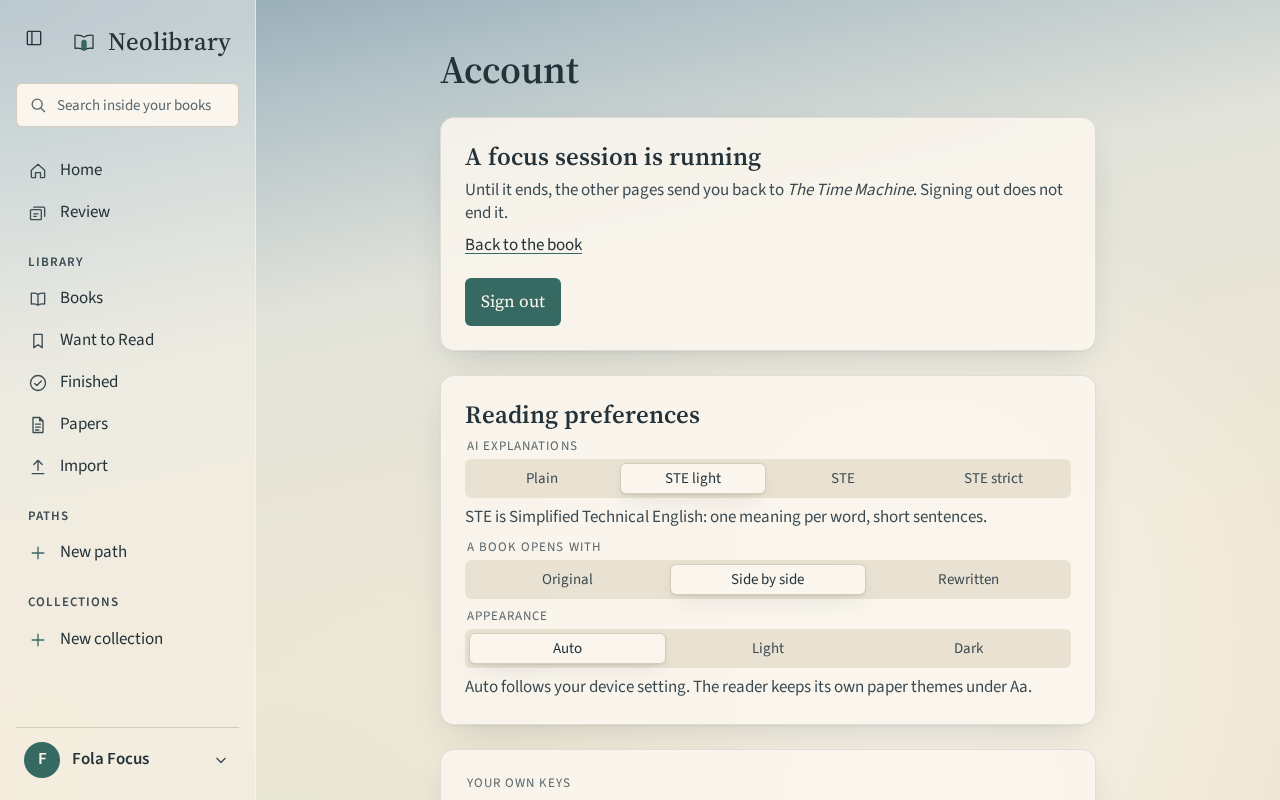 Neolibrary
Search inside your books
Home
Review
LIBRARY
Books
Want to Read
Finished
Papers
Import
PATHS
New path
COLLECTIONS
New collection
F
Fola Focus
Account
A focus session is running
Until it ends, the other pages send you back to The Time Machine. Signing out does not
end it.
Back to the book
Sign out
Reading preferences
AI EXPLANATIONS
Plain STE light STE STE strict
STE is Simplified Technical English: one meaning per word, short sentences.
A BOOK OPENS WITH
Original Side by side Rewritten
APPEARANCE
Auto Light Dark
Auto follows your device setting. The reader keeps its own paper themes under Aa.
YOUR OWN KEYS